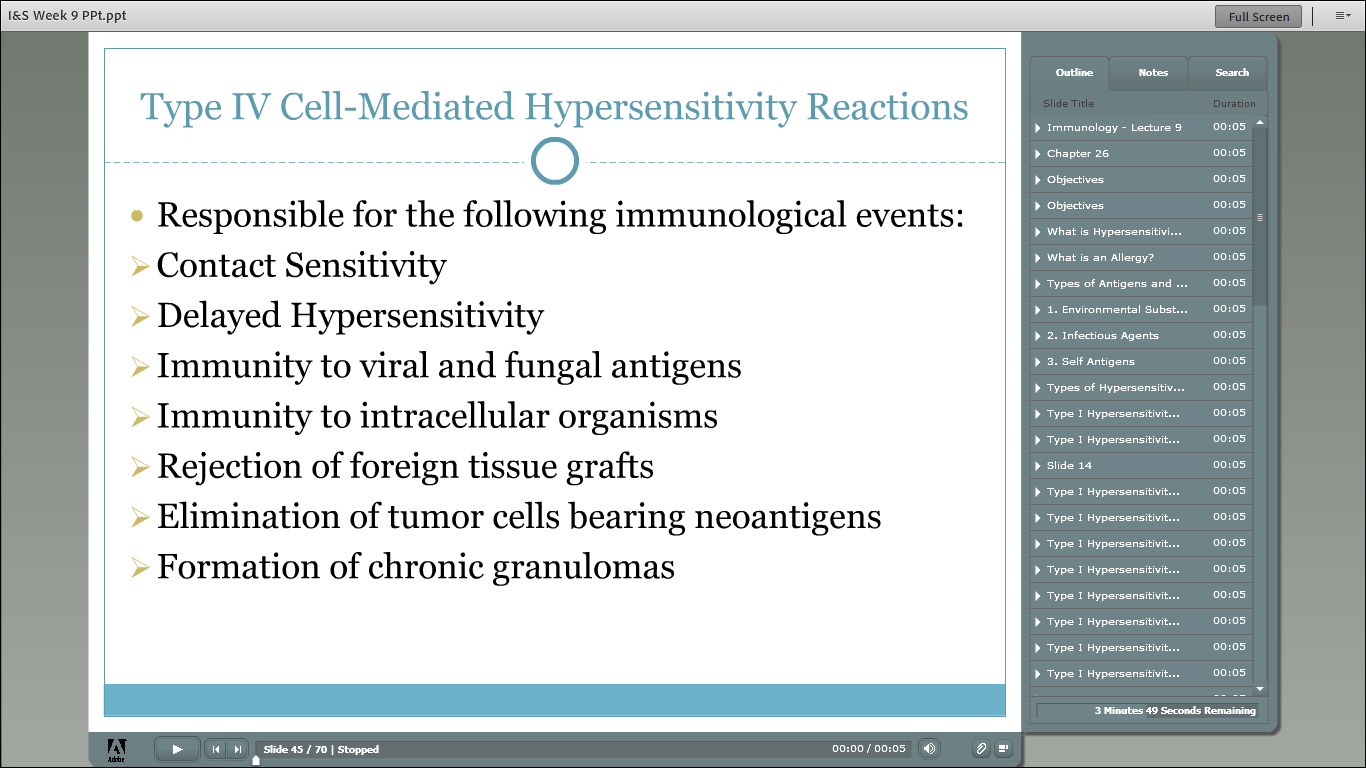 I&S Week 9 PPt.ppt
Full Screen
Type IV Cell-Mediated Hypersensitivity Reactions
Responsible for the following immunological events:
Contact Sensitivity
Delayed Hypersensitivity
Immunity to viral and fungal antigens
Immunity to intracellular organisms
Rejection of foreign tissue grafts
Elimination of tumor cells bearing neoantigens
Formation of chronic granulomas
Outline Notes Search
Slide Title Duration
Immunology - Lecture 9 00:05
Chapter 26 00:05
Objectives 00:05
Objectives 00:05
What is Hypersensitivi... 00:05
What is an Allergy? 00:05
Types of Antigens and ... 00:05
1. Environmental Subst... 00:05
2. Infectious Agents 00:05
3. Self Antigens 00:05
Types of Hypersensitiv... 00:05
Type I Hypersensitivit... 00:05
Type I Hypersensitivit... 00:05
Slide 14 00:05
Type I Hypersensitivit... 00:05
Type I Hypersensitivit... 00:05
Type I Hypersensitivit... 00:05
Type I Hypersensitivit... 00:05
Type I Hypersensitivit... 00:05
Type I Hypersensitivit... 00:05
Type I Hypersensitivit... 00:05
Type I Hypersensitivit... 00:05
3 Minutes 49 Seconds Remaining
Adobe
Slide 45 / 70 | Stopped
00:00 / 00:05